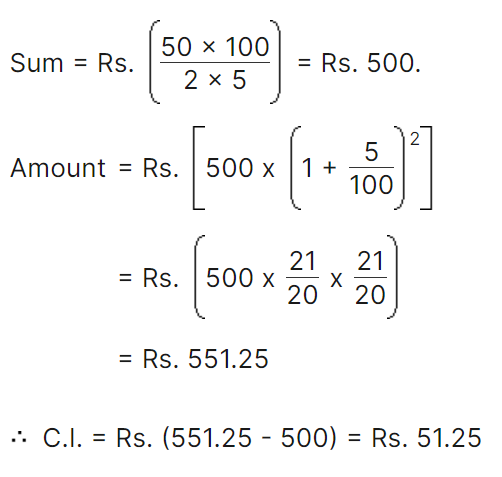 Sum = Rs. (50 × 100 / 2 × 5) = Rs. 500.
Amount = Rs. [500 x (1 + 5/100)²]
= Rs. (500 x 21/20 x 21/20)
= Rs. 551.25
∴ C.I. = Rs. (551.25 - 500) = Rs. 51.25